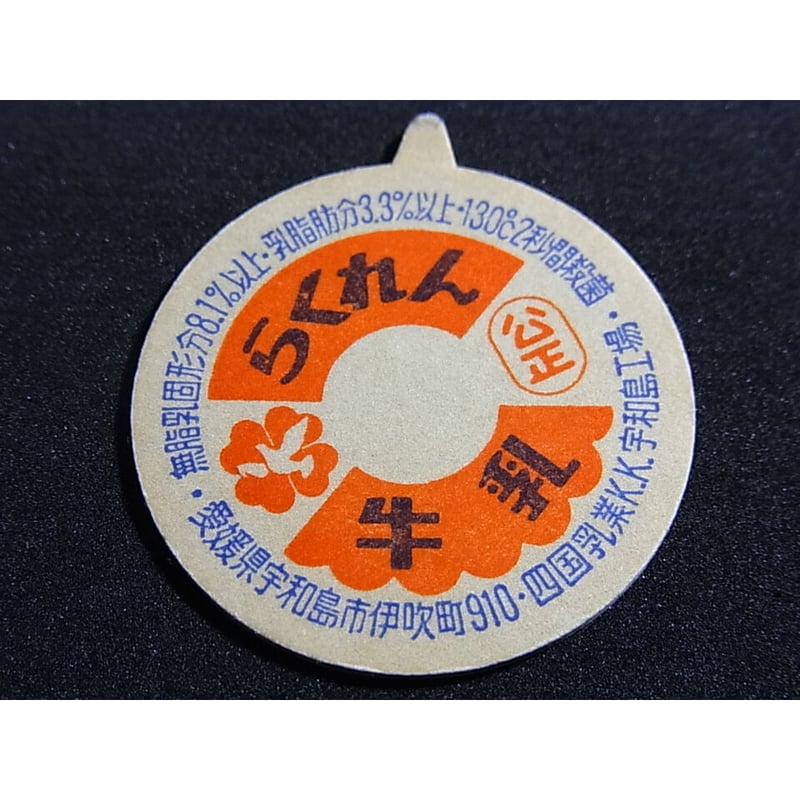 らくれん
牛乳
公正
・無脂乳固形分8.1%以上・乳脂肪分3.3%以上・130℃2秒間殺菌・
愛媛県宇和島市伊吹町910・四国乳業K.K.宇和島工場